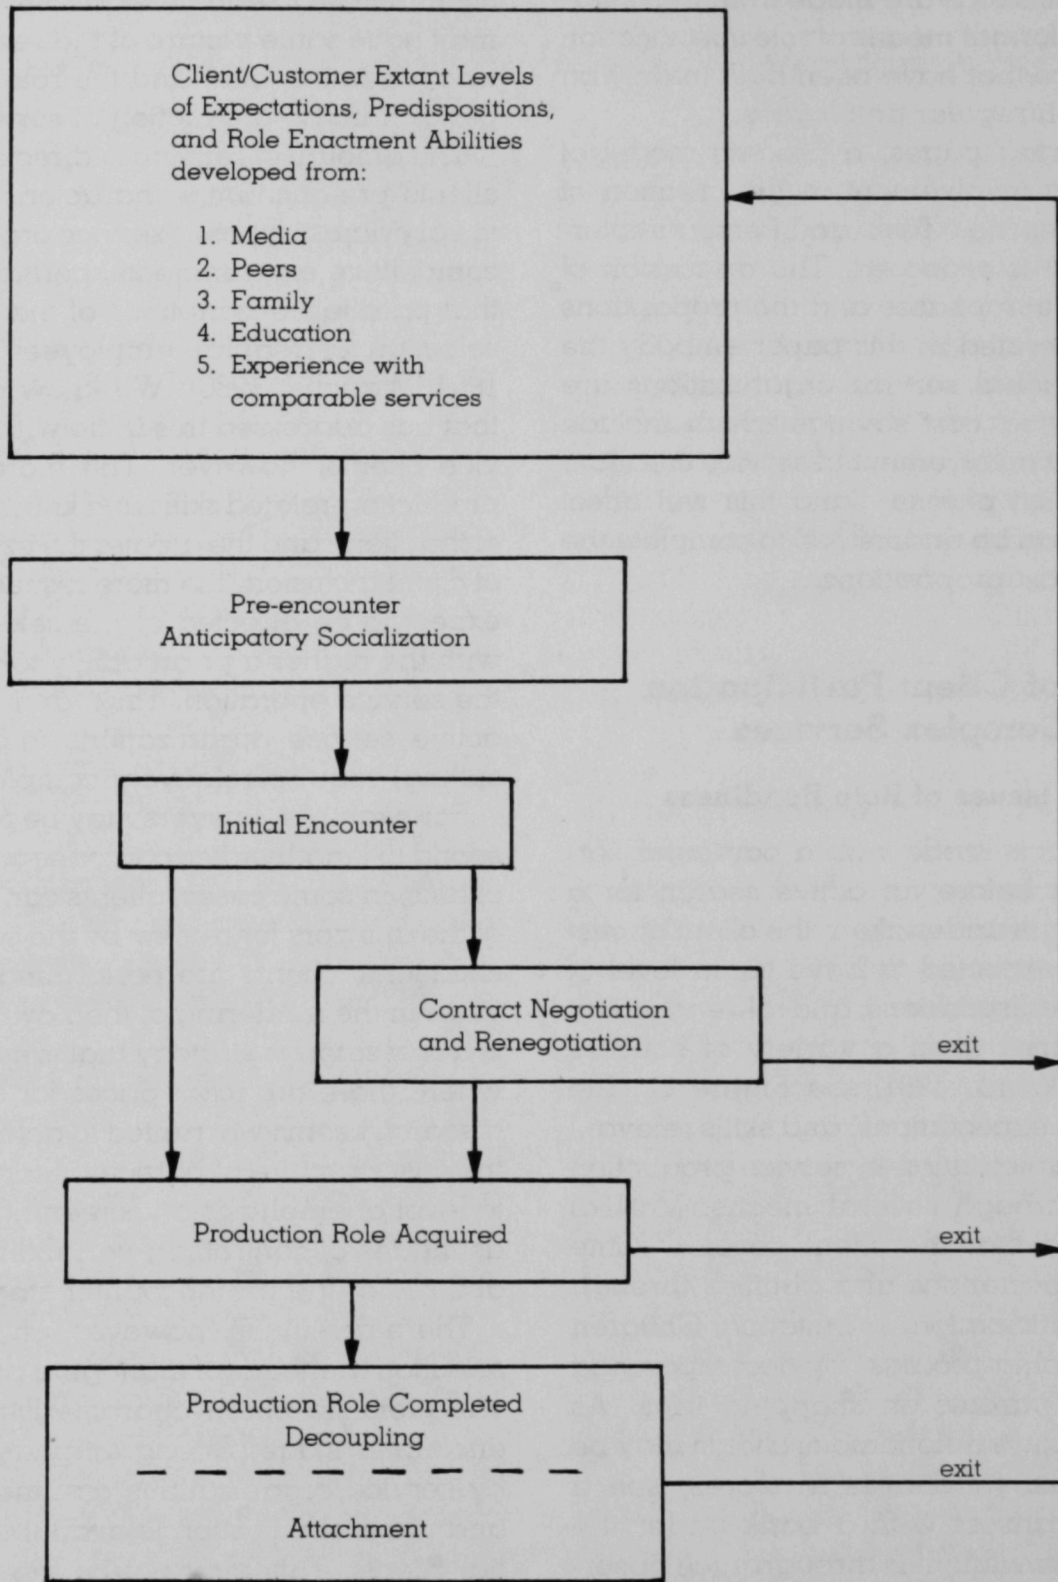 Client/Customer Extant Levels
of Expectations, Predispositions,
and Role Enactment Abilities
developed from:
1. Media
2. Peers
3. Family
4. Education
5. Experience with
comparable services
Pre-encounter
Anticipatory Socialization
Initial Encounter
Contract Negotiation
and Renegotiation
exit
Production Role Acquired
exit
Production Role Completed
Decoupling
exit
Attachment